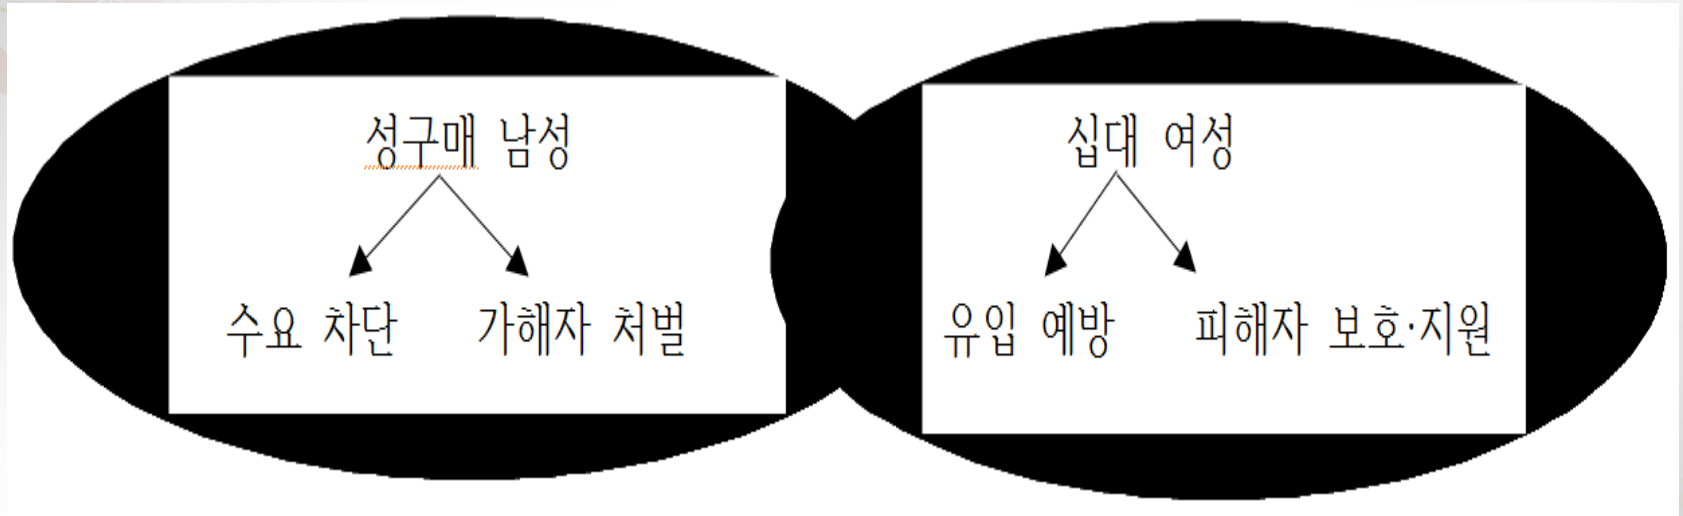 성구매 남성
수요 차단 가해자 처벌
십대 여성
유입 예방 피해자 보호·지원